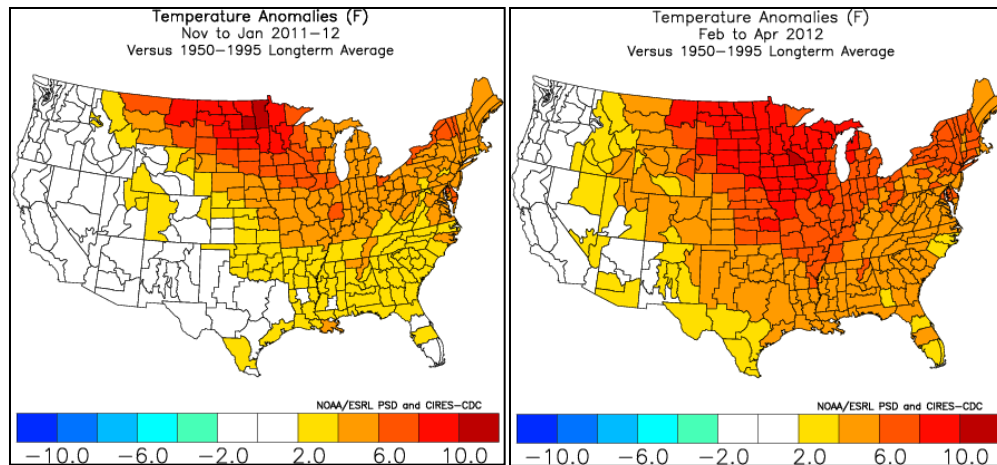 Temperature Anomalies (F)
Nov to Jan 2011-12
Versus 1950-1995 Longterm Average
NOAA/ESRL PSD and CIRES-CDC
-10.0 -6.0 -2.0 2.0 6.0 10.0
Temperature Anomalies (F)
Feb to Apr 2012
Versus 1950-1995 Longterm Average
NOAA/ESRL PSD and CIRES-CDC
-10.0 -6.0 -2.0 2.0 6.0 10.0